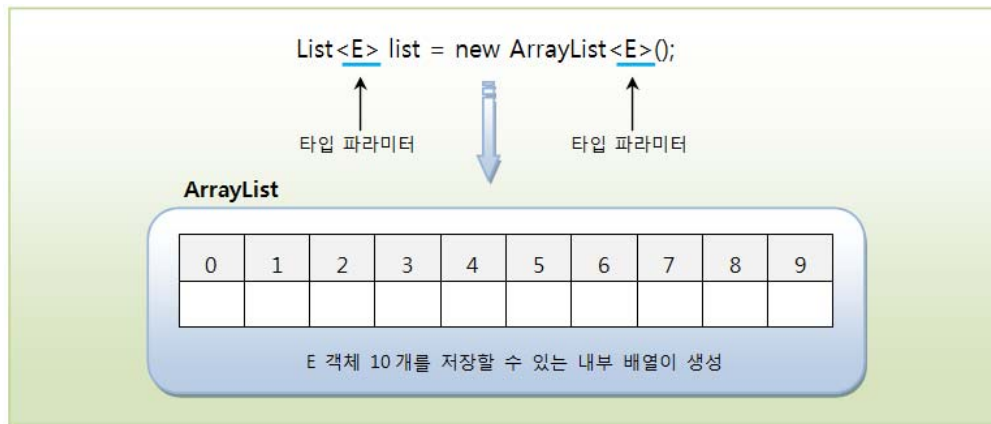 List<E> list = new ArrayList<E>();
타입 파라미터 타입 파라미터
ArrayList
0 1 2 3 4 5 6 7 8 9
E 객체 10개를 저장할 수 있는 내부 배열이 생성